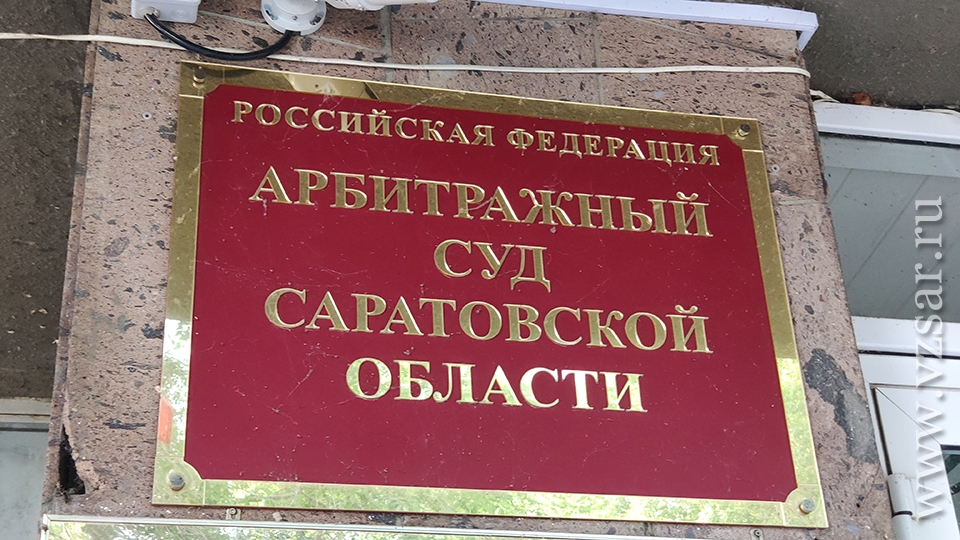 РОССИЙСКАЯ ФЕДЕРАЦИЯ
АРБИТРАЖНЫЙ
СУД
САРАТОВСКОЙ
ОБЛАСТИ
www.vzsar.ru